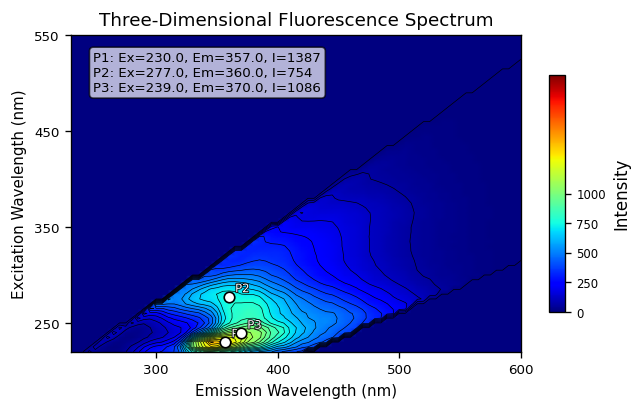 Three-Dimensional Fluorescence Spectrum
P1: Ex=230.0, Em=357.0, I=1387
P2: Ex=277.0, Em=360.0, I=754
P3: Ex=239.0, Em=370.0, I=1086
Excitation Wavelength (nm)
550
450
350
250
P2
P3
300
400
500
600
Emission Wavelength (nm)
1000
750
500
250
0
Intensity